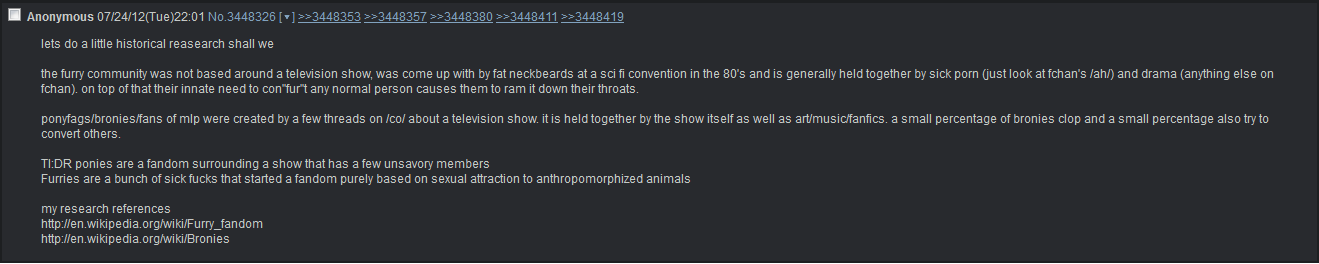 Anonymous 07/24/12(Tue)22:01 No.3448326 [▾] >>3448353 >>3448357 >>3448380 >>3448411 >>3448419
lets do a little historical reasearch shall we
the furry community was not based around a television show, was come up with by fat neckbeards at a sci fi convention in the 80's and is generally held together by sick porn (just look at fchan's /ah/) and drama (anything else on
fchan). on top of that their innate need to con"fur"t any normal person causes them to ram it down their throats.
ponyfags/bronies/fans of mlp were created by a few threads on /co/ about a television show. it is held together by the show itself as well as art/music/fanfics. a small percentage of bronies clop and a small percentage also try to
convert others.
Tl:DR ponies are a fandom surrounding a show that has a few unsavory members
Furries are a bunch of sick fucks that started a fandom purely based on sexual attraction to anthropomorphized animals
my research references
http://en.wikipedia.org/wiki/Furry_fandom
http://en.wikipedia.org/wiki/Bronies